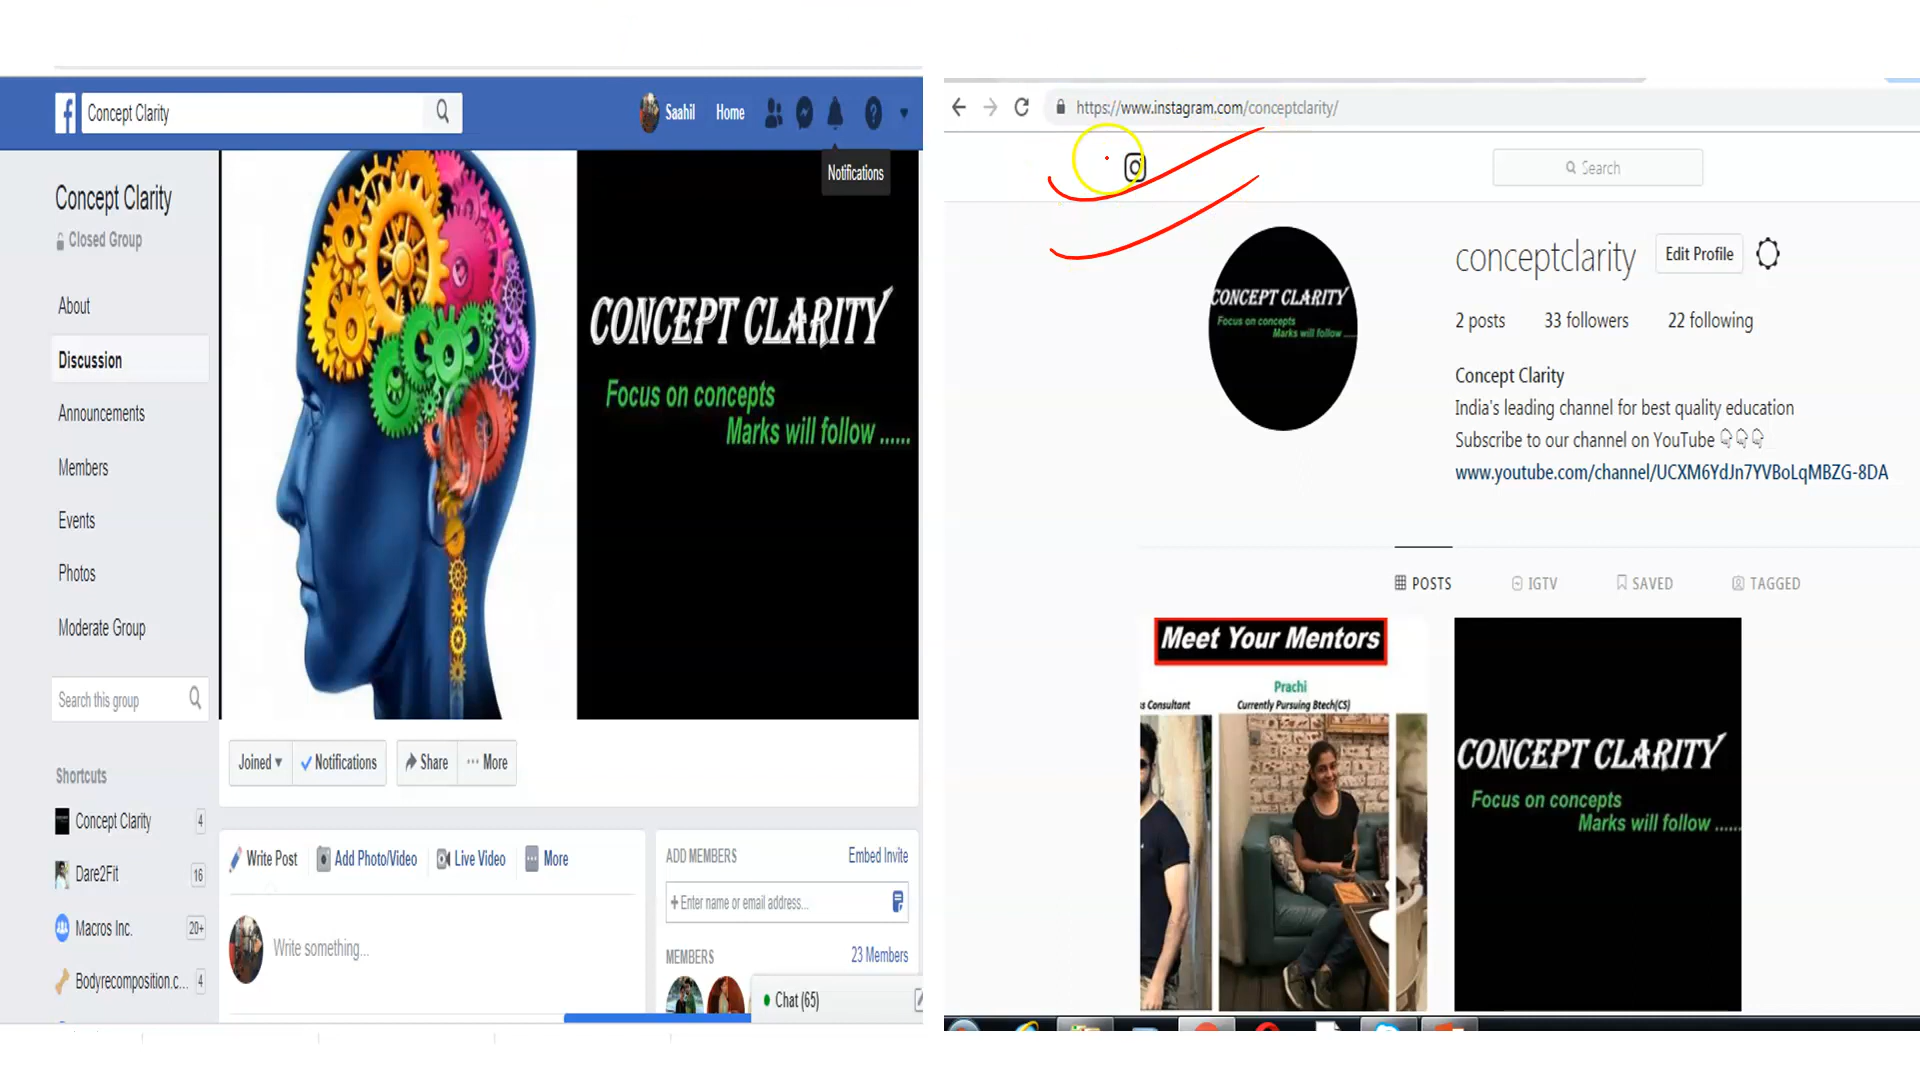 Concept Clarity
Saahil
Home
Notifications
Concept Clarity
Closed Group
About
Discussion
Announcements
Members
Events
Photos
Moderate Group
Search this group
Shortcuts
Concept Clarity 4
Dare2Fit 16
Macros Inc. 20+
Bodyrecomposition.c... 4
CONCEPT CLARITY
Focus on concepts
Marks will follow ......
Joined
Notifications
Share
More
Write Post
Add Photo/Video
Live Video
More
Write something...
ADD MEMBERS
Embed Invite
+ Enter name or email address...
MEMBERS
23 Members
Chat (65)
https://www.instagram.com/conceptclarity/
Search
CONCEPT CLARITY
Focus on concepts
Marks will follow .....
conceptclarity
Edit Profile
2 posts 33 followers 22 following
Concept Clarity
India's leading channel for best quality education
Subscribe to our channel on YouTube
www.youtube.com/channel/UCXM6YdJn7YVBoLqMBZG-8DA
POSTS
IGTV
SAVED
TAGGED
Meet Your Mentors
Prachi
s Consultant
Currently Pursuing Btech(CS)
CONCEPT CLARITY
Focus on concepts
Marks will follow ......